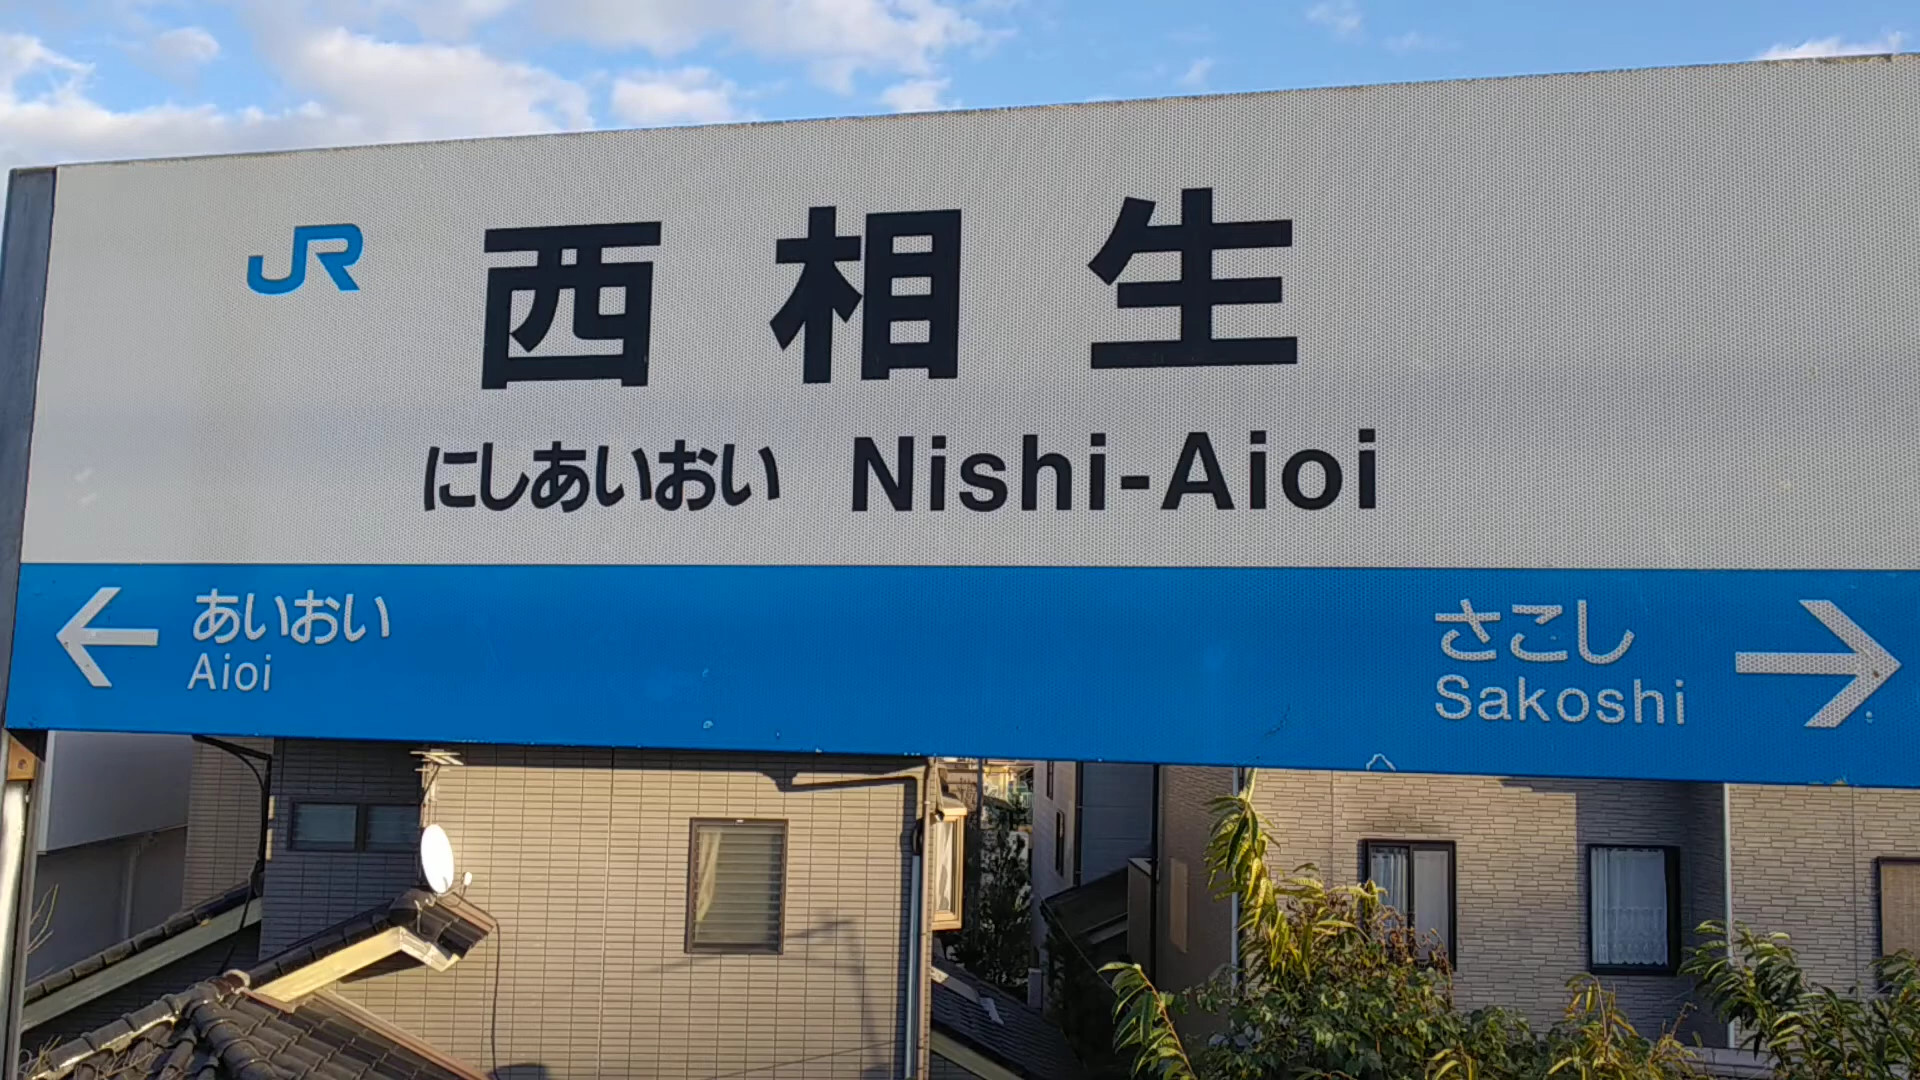 JR 西相生
にしあいおい Nishi-Aioi
← あいおい
Aioi
さこし →
Sakoshi